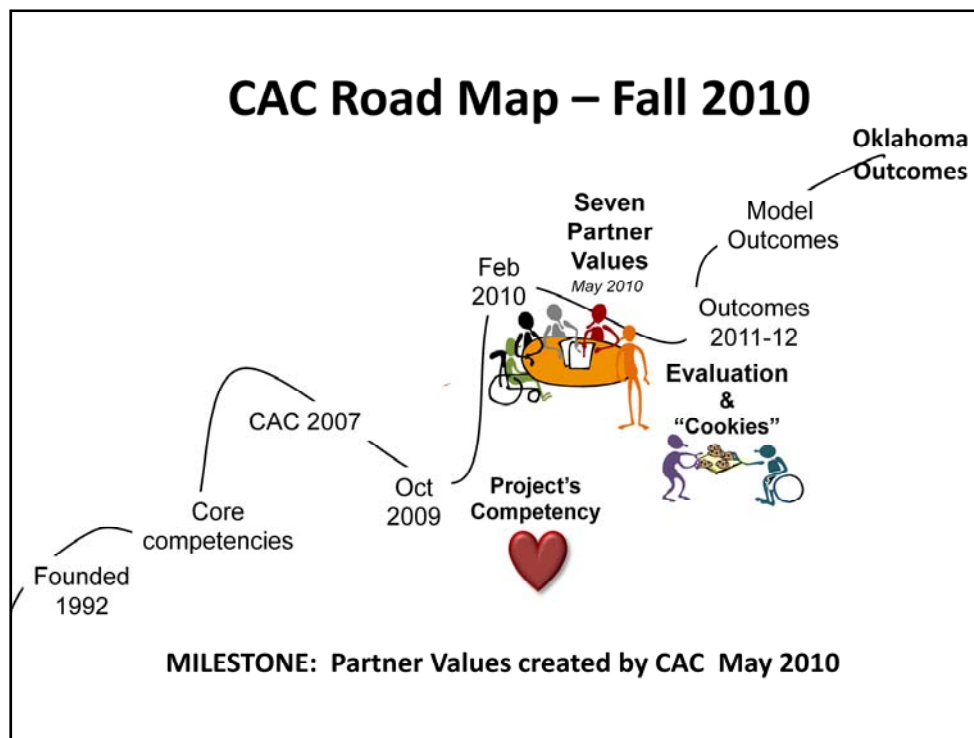 CAC Road Map – Fall 2010
Oklahoma
Outcomes
Model
Outcomes
Seven
Partner
Values
May 2010
Feb
2010
Outcomes
2011-12
Evaluation
&
“Cookies”
CAC 2007
Oct
2009
Project’s
Competency
Core
competencies
Founded
1992
MILESTONE: Partner Values created by CAC May 2010